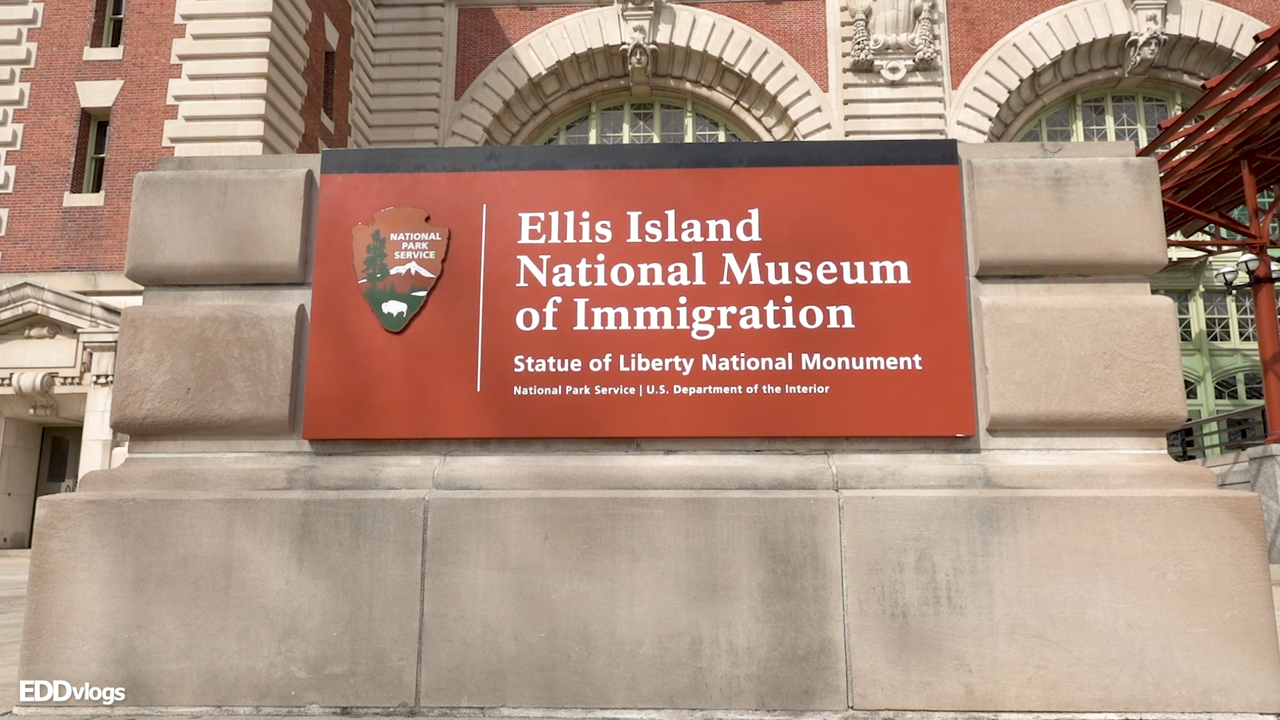 NATIONAL
PARK
SERVICE
Ellis Island
National Museum
of Immigration
Statue of Liberty National Monument
National Park Service | U.S. Department of the Interior
EDDvlogs